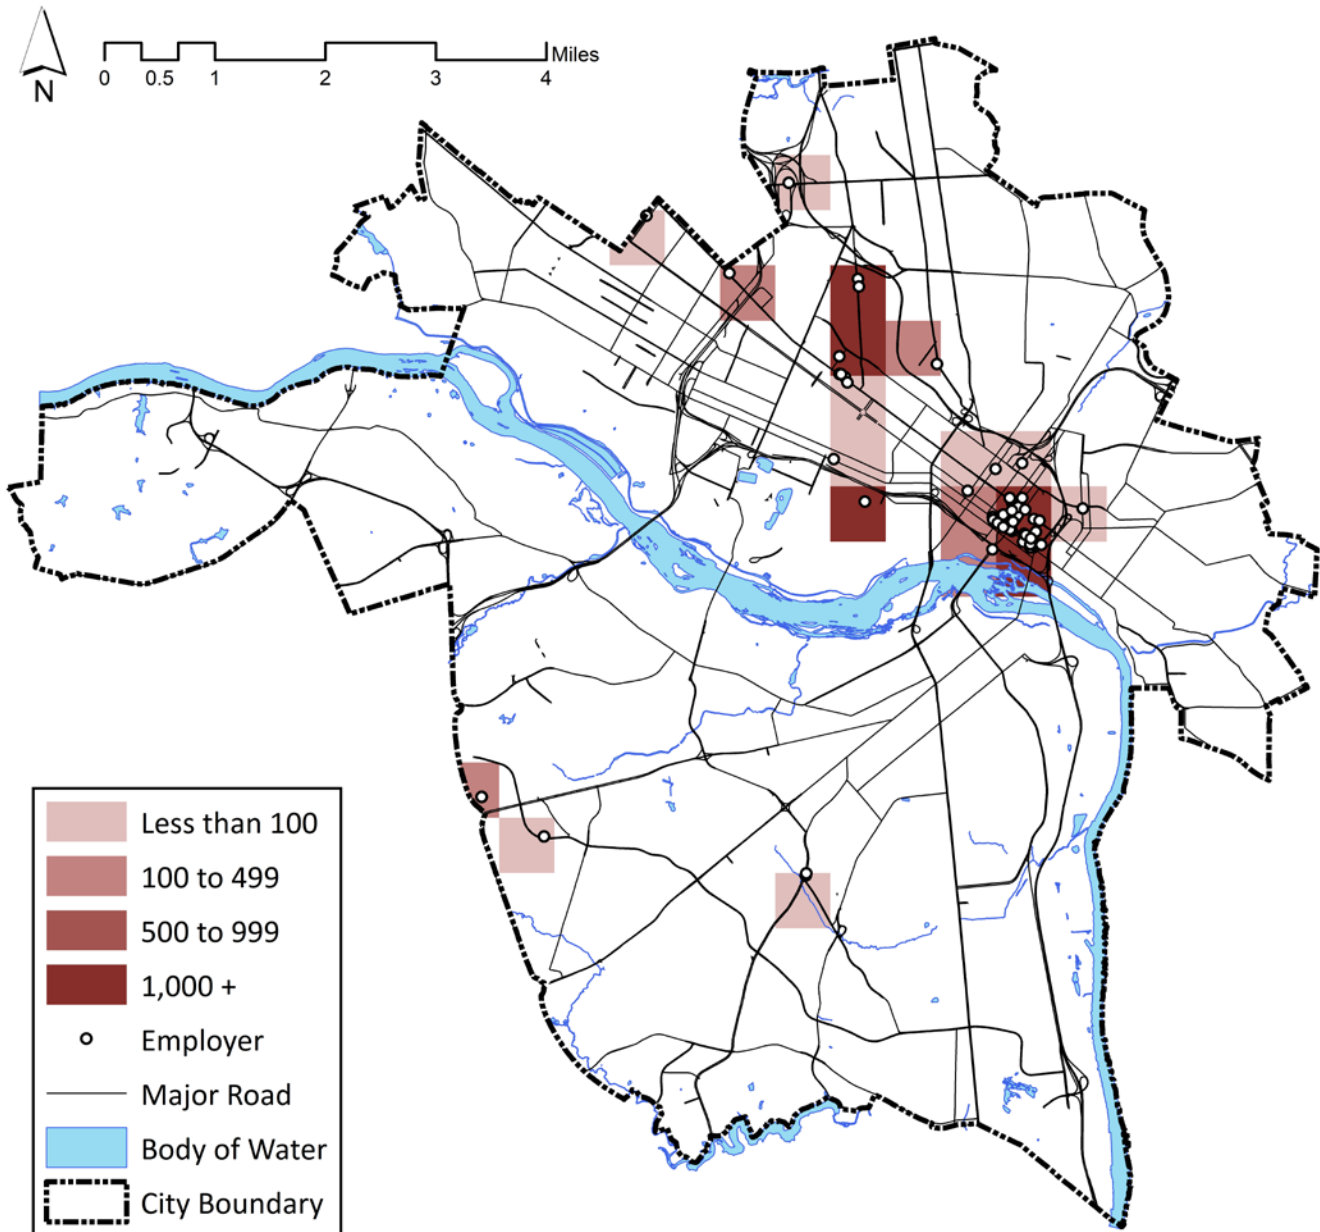 Miles
0 0.5 1 2 3 4
N
Less than 100
100 to 499
500 to 999
1,000 +
Employer
Major Road
Body of Water
City Boundary